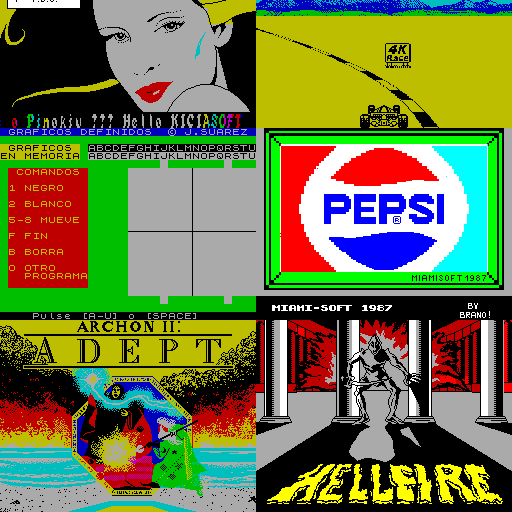 o Pinokiu ??? Hello KICIASOFT
4K
Race
GRAFICOS DEFINIDOS © J.SUAREZ
GRAFICOS ABCDEFGHIJKLMNOPQRSTU
EN MEMORIA ABCDEFGHIJKLMNOPQRSTU
COMANDOS
1 NEGRO
2 BLANCO
5-8 MUEVE
F FIN
B BORRA
O OTRO
PROGRAMA
Pulse [A-U] o [SPACE]
PEPSI
®
MIAMISOFT 1987
ARCHON II:
ADEPT
MIAMI-SOFT 1987
BY
BRANO!
HELLFIRE